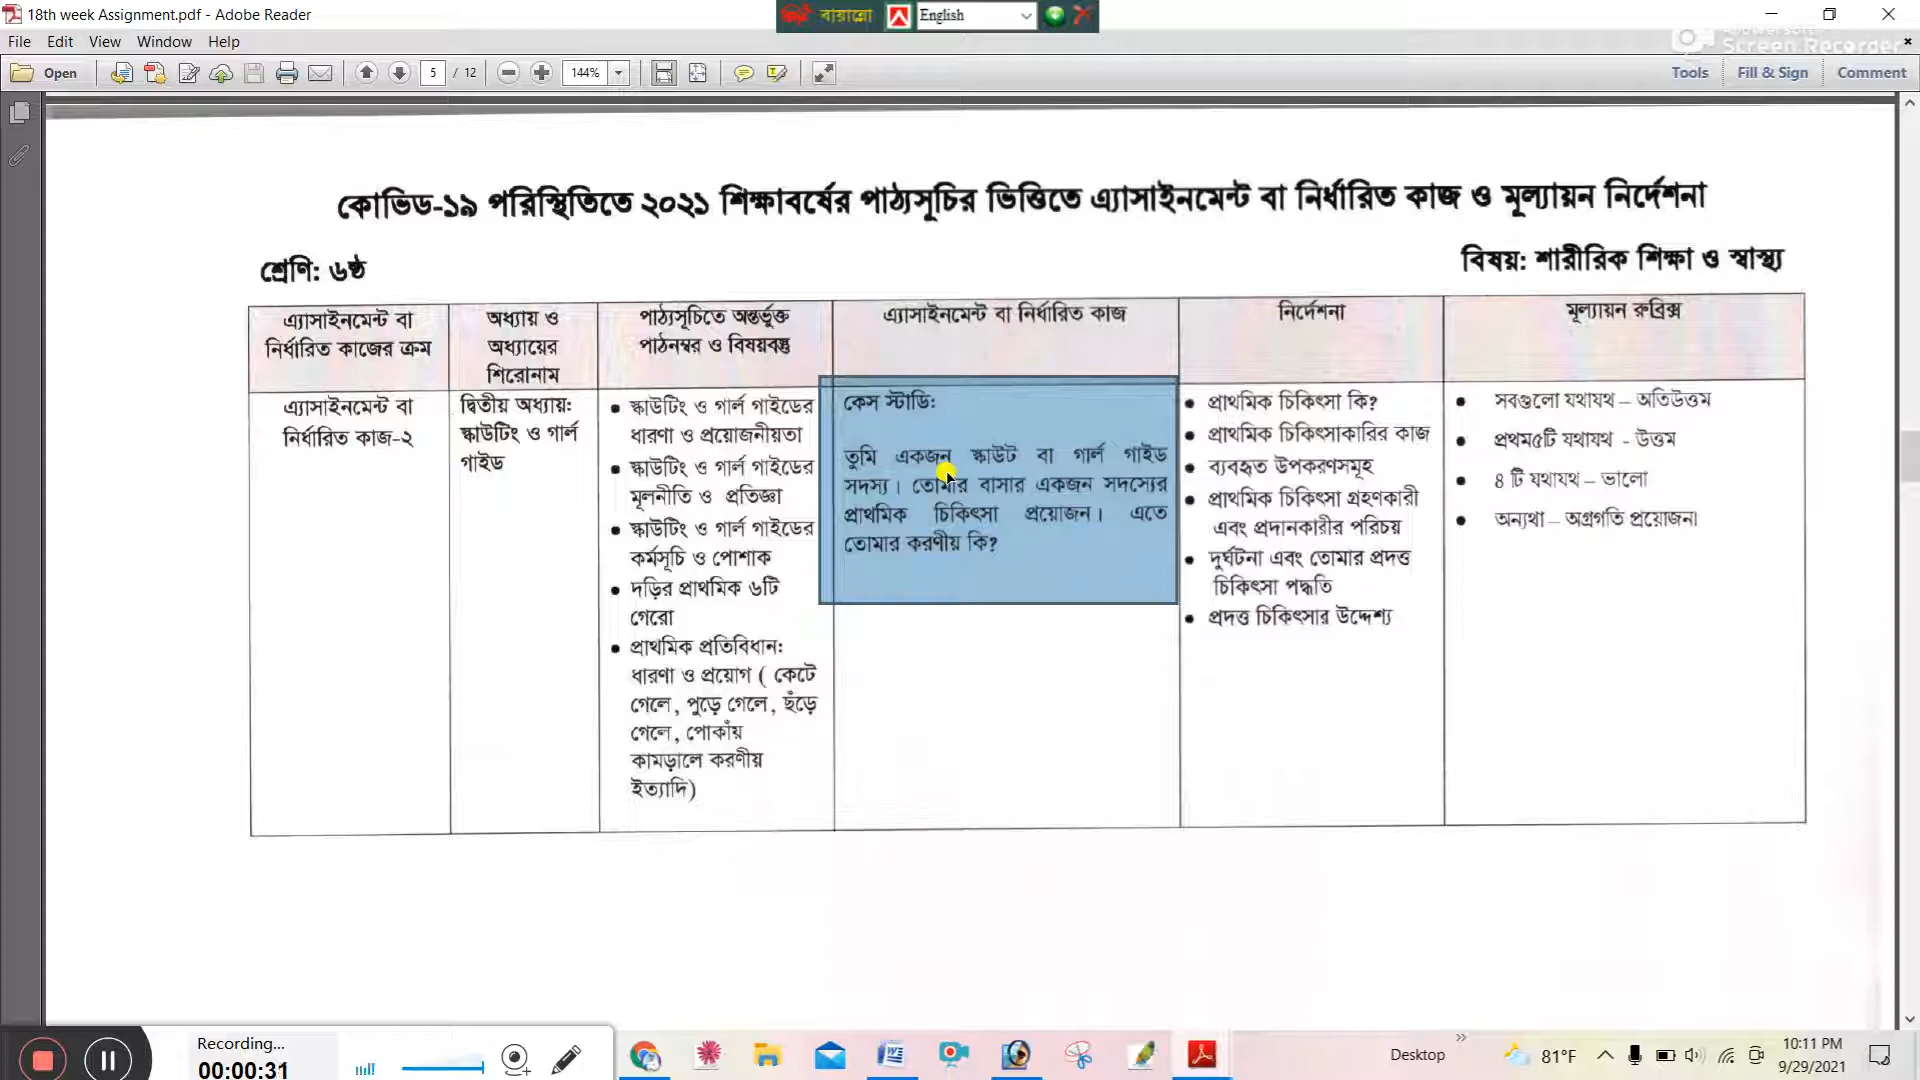 18th week Assignment.pdf - Adobe Reader
বায়ান্নো
English
File Edit View Window Help
Screen Recorder
Open
5 / 12
144%
Tools Fill & Sign Comment
কোভিড-১৯ পরিস্থিতিতে ২০২১ শিক্ষাবর্ষের পাঠ্যসূচির ভিত্তিতে এ্যাসাইনমেন্ট বা নির্ধারিত কাজ ও মূল্যায়ন নির্দেশনা
শ্রেণি: ৬ষ্ঠ
বিষয়: শারীরিক শিক্ষা ও স্বাস্থ্য
এ্যাসাইনমেন্ট বা
নির্ধারিত কাজের ক্রম
অধ্যায় ও
অধ্যায়ের
শিরোনাম
পাঠ্যসূচিতে অন্তর্ভুক্ত
পাঠনম্বর ও বিষয়বস্তু
এ্যাসাইনমেন্ট বা নির্ধারিত কাজ
নির্দেশনা
মূল্যায়ন রুব্রিক্স
এ্যাসাইনমেন্ট বা
নির্ধারিত কাজ-২
দ্বিতীয় অধ্যায়:
স্কাউটিং ও গার্ল
গাইড
• স্কাউটিং ও গার্ল গাইডের
ধারণা ও প্রয়োজনীয়তা
• স্কাউটিং ও গার্ল গাইডের
মূলনীতি ও প্রতিজ্ঞা
• স্কাউটিং ও গার্ল গাইডের
কর্মসূচি ও পোশাক
• দড়ির প্রাথমিক ৬টি
গেরো
• প্রাথমিক প্রতিবিধান:
ধারণা ও প্রয়োগ ( কেটে
গেলে, পুড়ে গেলে, ছঁড়ে
গেলে, পোকাঁয়
কামড়ালে করণীয়
ইত্যাদি)
কেস স্টাডি:
তুমি একজন স্কাউট বা গার্ল গাইড
সদস্য। তোমার বাসার একজন সদস্যের
প্রাথমিক চিকিৎসা প্রয়োজন। এতে
তোমার করণীয় কি?
• প্রাথমিক চিকিৎসা কি?
• প্রাথমিক চিকিৎসাকারির কাজ
• ব্যবহৃত উপকরণসমূহ
• প্রাথমিক চিকিৎসা গ্রহণকারী
এবং প্রদানকারীর পরিচয়
• দুর্ঘটনা এবং তোমার প্রদত্ত
চিকিৎসা পদ্ধতি
• প্রদত্ত চিকিৎসার উদ্দেশ্য
• সবগুলো যথাযথ – অতিউত্তম
• প্রথম৫টি যথাযথ - উত্তম
• 8 টি যথাযথ – ভালো
• অন্যথা – অগ্রগতি প্রয়োজন
Recording...
00:00:31
Desktop
81°F
10:11 PM
9/29/2021